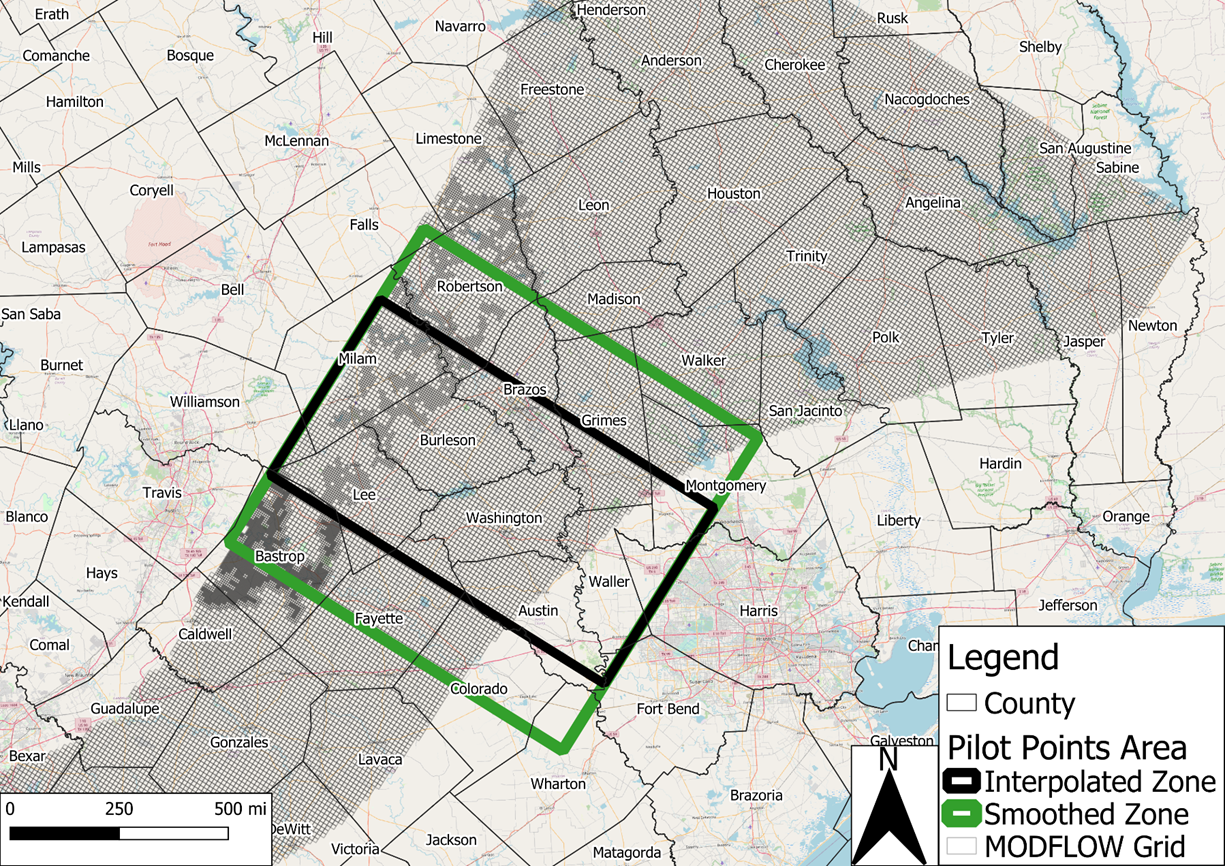 Erath
Henderson
Rusk
Navarro
Hill
Comanche
Bosque
Anderson
Cherokee
Shelby
Freestone
Hamilton
Nacogdoches
McLennan
Limestone
San Augustine
Mills
Sabine
Coryell
Houston
Leon
Angelina
Falls
Fort Hood
Lampasas
Trinity
Bell
Robertson
Madison
San Saba
Newton
Polk
Tyler
Jasper
Burnet
Milam
Walker
Williamson
Brazos
San Jacinto
Llano
Grimes
Burleson
Hardin
Travis
Lee
Montgomery
Blanco
Washington
Liberty
Orange
Bastrop
Hays
Waller
Kendall
Austin
Harris
Jefferson
Fayette
Caldwell
Comal
Char
Colorado
Guadalupe
Fort Bend
Gonzales
Galveston
Bexar
Lavaca
Wharton
Brazoria
DeWitt
Jackson
Victoria
Matagorda
0 250 500 mi
N
Legend
County
Pilot Points Area
Interpolated Zone
Smoothed Zone
MODFLOW Grid